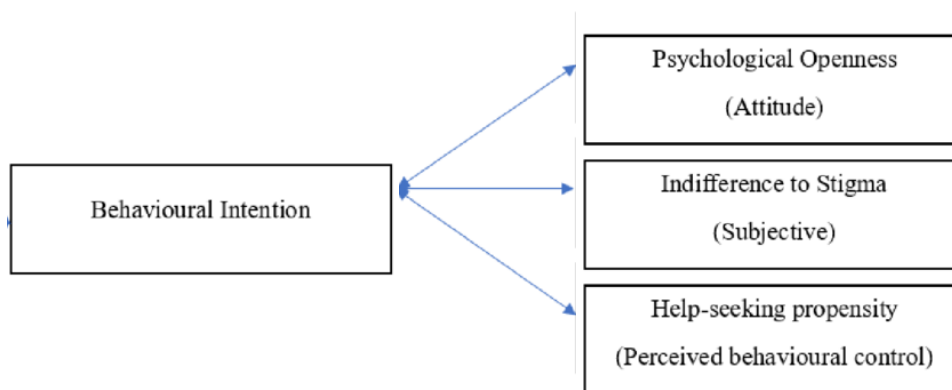 Behavioural Intention
Psychological Openness
(Attitude)
Indifference to Stigma
(Subjective)
Help-seeking propensity
(Perceived behavioural control)